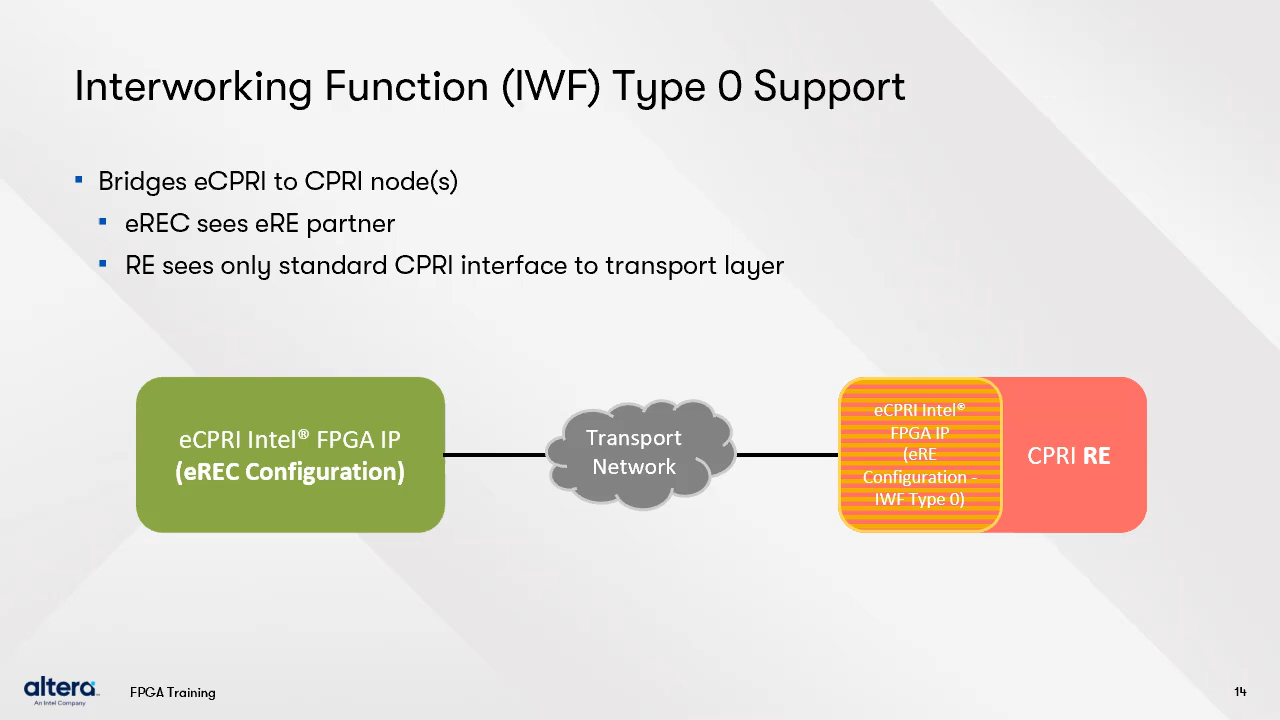 Interworking Function (IWF) Type 0 Support
▪ Bridges eCPRI to CPRI node(s)
▪ eREC sees eRE partner
▪ RE sees only standard CPRI interface to transport layer
eCPRI Intel® FPGA IP
(eREC Configuration)
Transport
Network
eCPRI Intel®
FPGA IP
(eRE
Configuration -
IWF Type 0)
CPRI RE
altera™
An Intel Company
FPGA Training
14